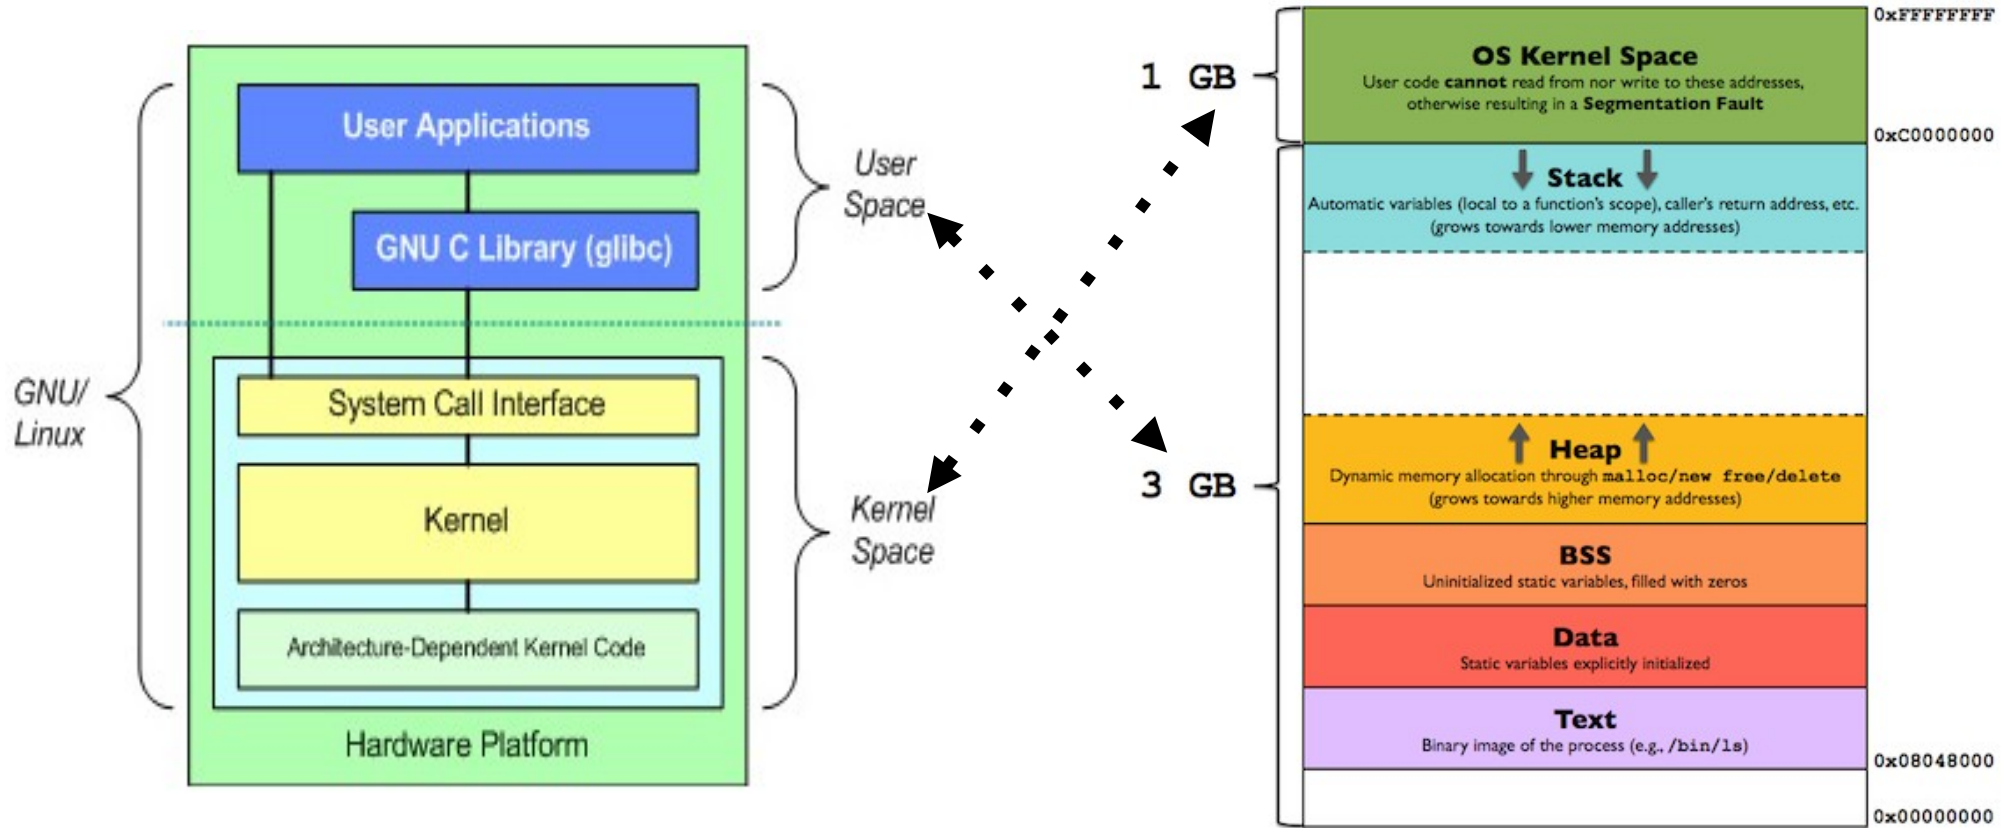 GNU/
Linux
User Applications
GNU C Library (glibc)
System Call Interface
Kernel
Architecture-Dependent Kernel Code
Hardware Platform
User
Space
Kernel
Space
1 GB
3 GB
OS Kernel Space
User code cannot read from nor write to these addresses,
otherwise resulting in a Segmentation Fault
Stack
Automatic variables (local to a function's scope), caller's return address, etc.
(grows towards lower memory addresses)
Heap
Dynamic memory allocation through malloc/new free/delete
(grows towards higher memory addresses)
BSS
Uninitialized static variables, filled with zeros
Data
Static variables explicitly initialized
Text
Binary image of the process (e.g., /bin/ls)
0xFFFFFFFF
0xC0000000
0x08048000
0x00000000